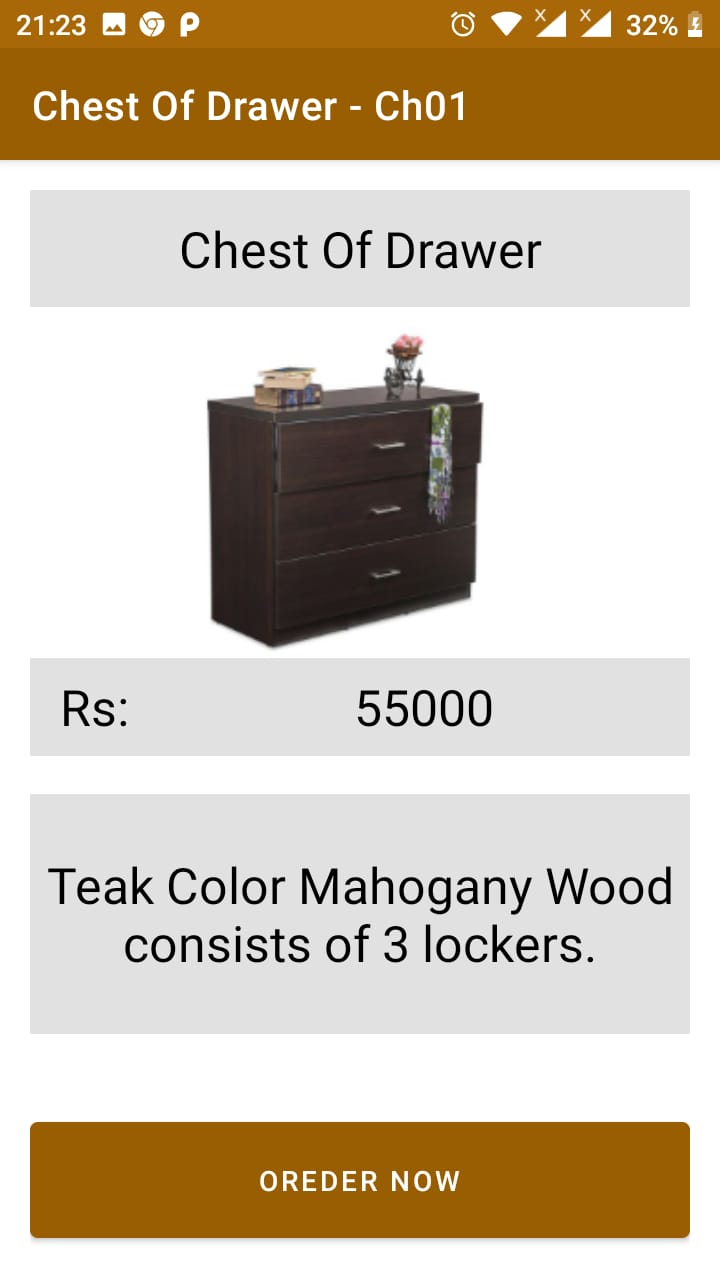 21:23
32%
Chest Of Drawer - Ch01
Chest Of Drawer
Rs: 55000
Teak Color Mahogany Wood
consists of 3 lockers.
OREDER NOW